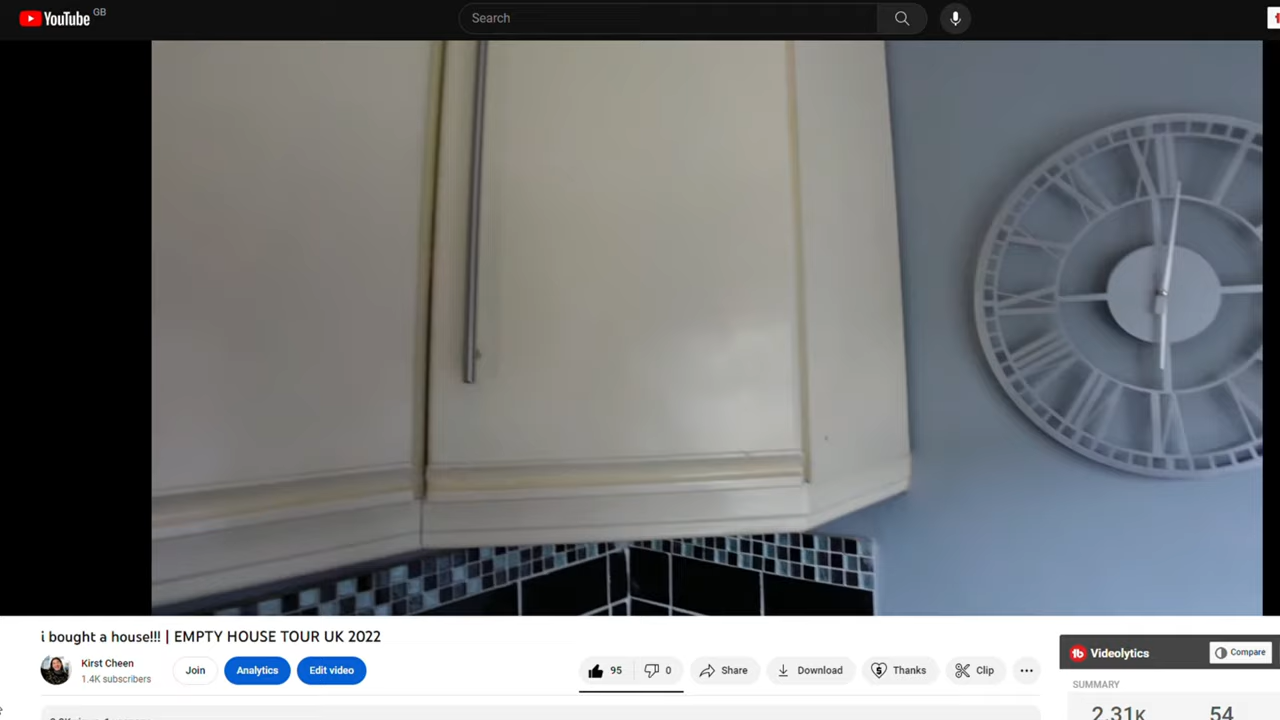 YouTube GB
Search
i bought a house!!! | EMPTY HOUSE TOUR UK 2022
Kirst Cheen
1.4K subscribers
Join
Analytics
Edit video
95
0
Share
Download
Thanks
Clip
Videolytics
Compare
SUMMARY
2.31K
54